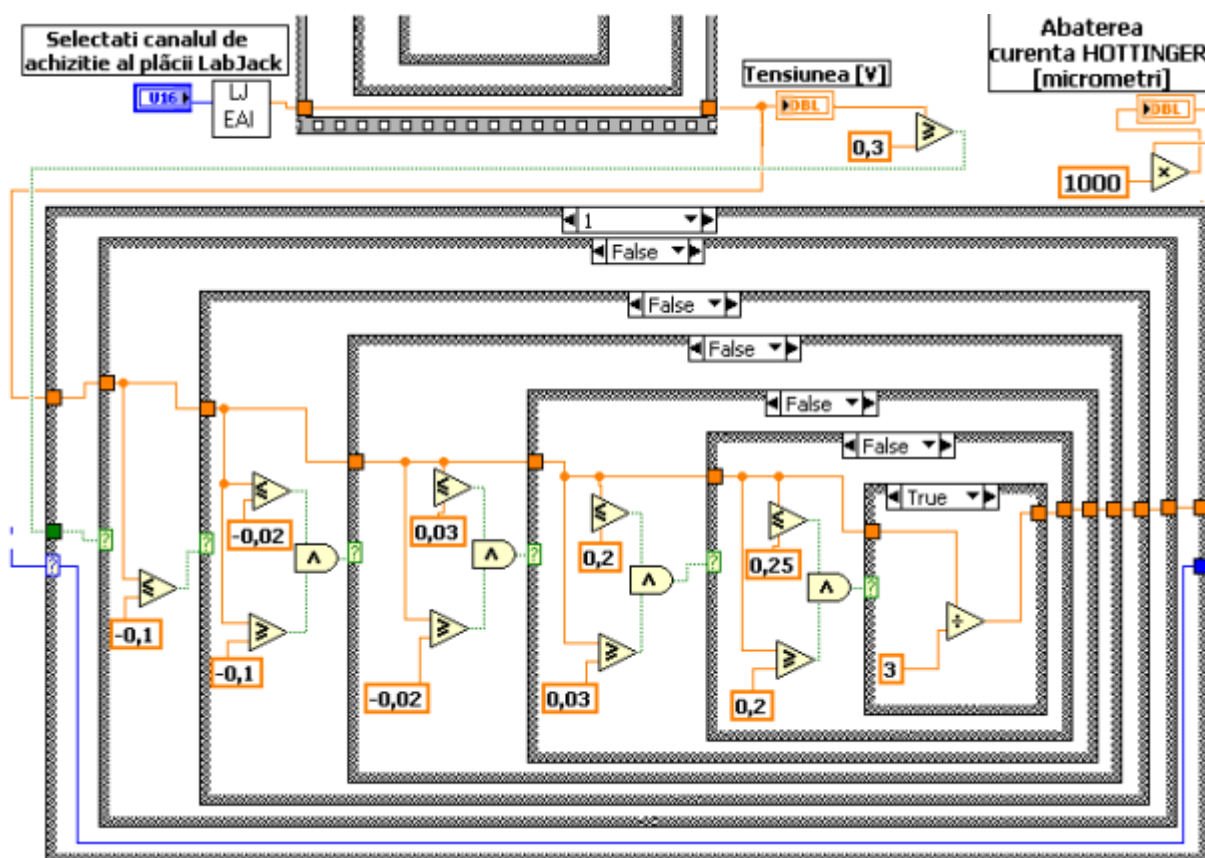 Selectati canalul de
achizitie al plăcii LabJack
U16
LJ
EAI
Tensiunea [V]
DBL
0,3
Abaterea
curenta HOTTINGER
[micrometri]
DBL
1000
1
False
False
False
False
False
True
-0,02
0,03
0,2
0,25
-0,1
-0,1
-0,02
0,03
0,2
3